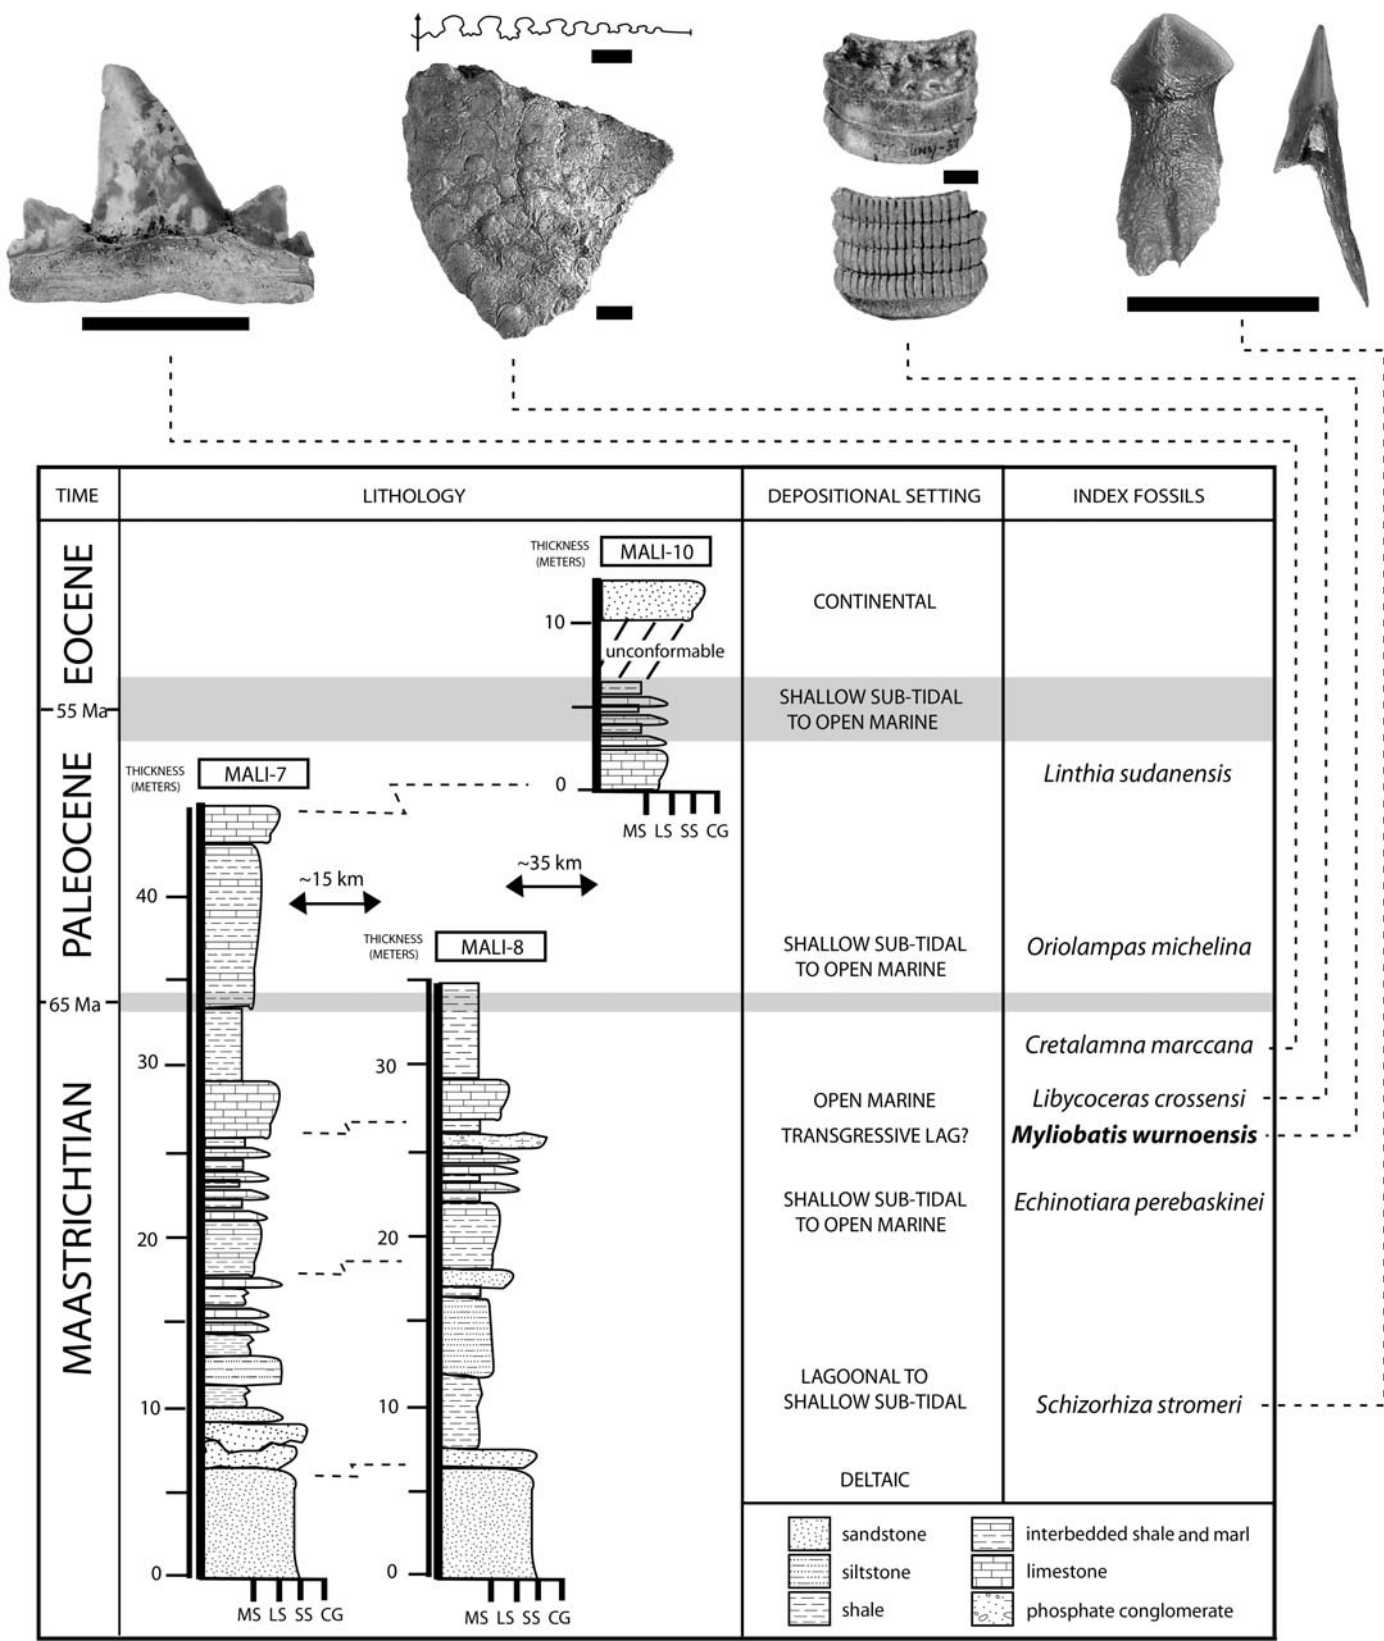 TIME
LITHOLOGY
DEPOSITIONAL SETTING
INDEX FOSSILS
EOCENE
55 Ma
PALEOCENE
65 Ma
MAASTRICHTIAN
THICKNESS
(METERS)
MALI-10
10
unconformable
0
MS LS SS CG
THICKNESS
(METERS)
MALI-7
40
30
20
10
0
MS LS SS CG
~15 km
~35 km
THICKNESS
(METERS)
MALI-8
30
20
10
0
MS LS SS CG
CONTINENTAL
SHALLOW SUB-TIDAL
TO OPEN MARINE
SHALLOW SUB-TIDAL
TO OPEN MARINE
OPEN MARINE
TRANSGRESSIVE LAG?
SHALLOW SUB-TIDAL
TO OPEN MARINE
LAGOONAL TO
SHALLOW SUB-TIDAL
DELTAIC
Linthia sudanensis
Oriolampas michelina
Cretalamna marccana
Libycoceras crossensi
Myliobatis wurnoensis
Echinotiara perebaskinei
Schizorhiza stromeri
sandstone
siltstone
shale
interbedded shale and marl
limestone
phosphate conglomerate